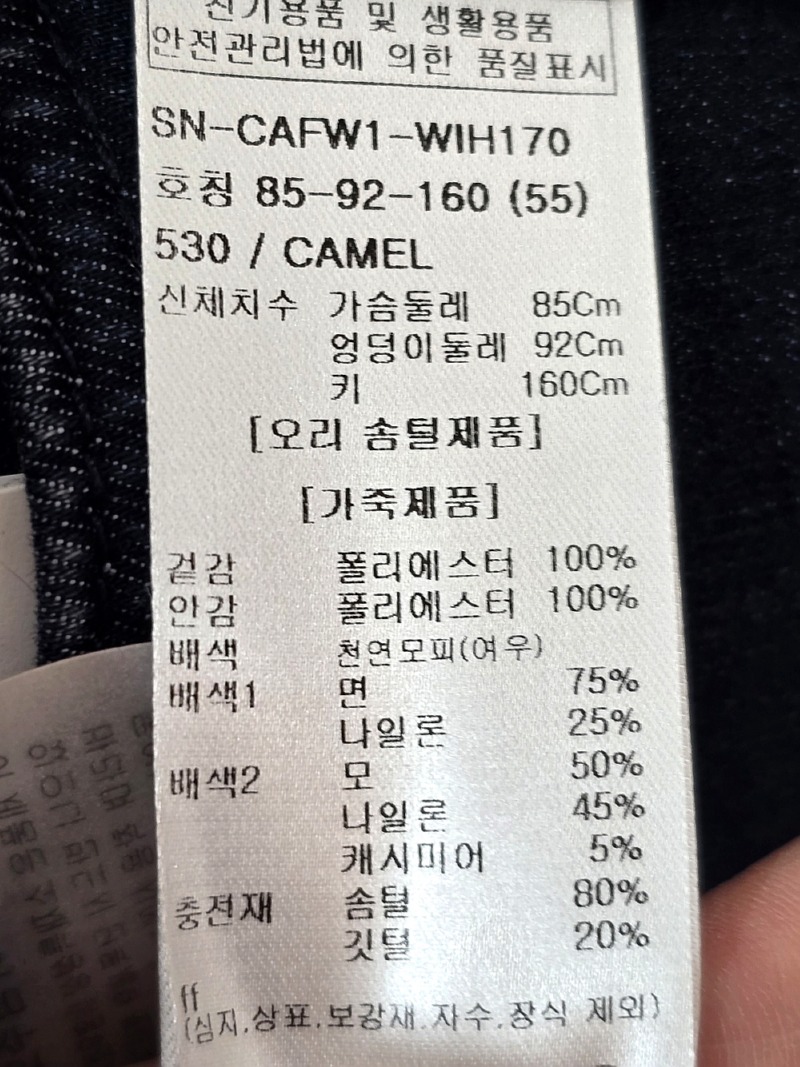 전기용품 및 생활용품
안전관리법에 의한 품질표시
SN-CAFW1-WIH170
호칭 85-92-160 (55)
530 / CAMEL
신체치수 가슴둘레 85Cm
엉덩이둘레 92Cm
키 160Cm
[오리 솜털제품]
[가죽제품]
겉감 폴리에스터 100%
안감 폴리에스터 100%
배색 천연모피(여우)
배색1 면 75%
나일론 25%
배색2 모 50%
나일론 45%
캐시미어 5%
충전재 솜털 80%
깃털 20%
ff
(심지.상표.보강재.자수.장식 제외)